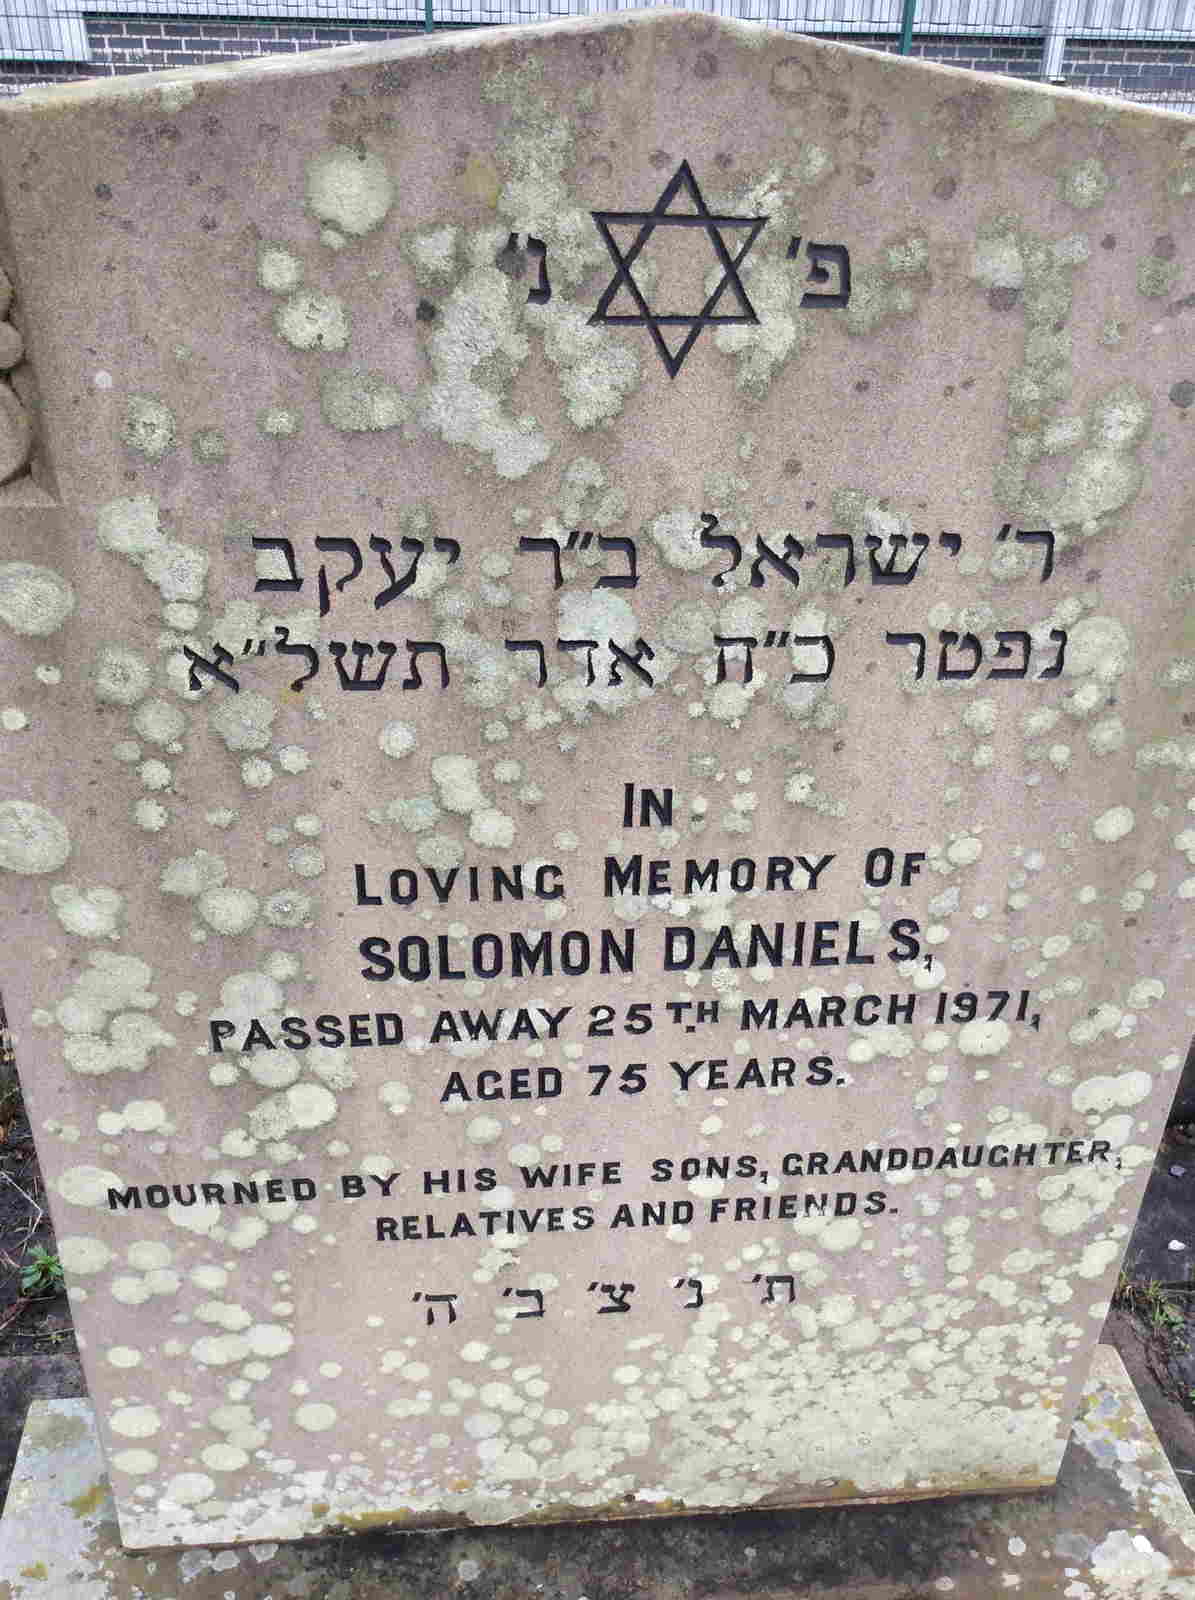 פ' נ'
ר' ישראל ב"ר יעקב
נפטר כ"ח אדר תשל"א
IN
LOVING MEMORY OF
SOLOMON DANIELS,
PASSED AWAY 25TH MARCH 1971,
AGED 75 YEARS.
MOURNED BY HIS WIFE SONS, GRANDDAUGHTER,
RELATIVES AND FRIENDS.
ת' נ' צ' ב' ה'